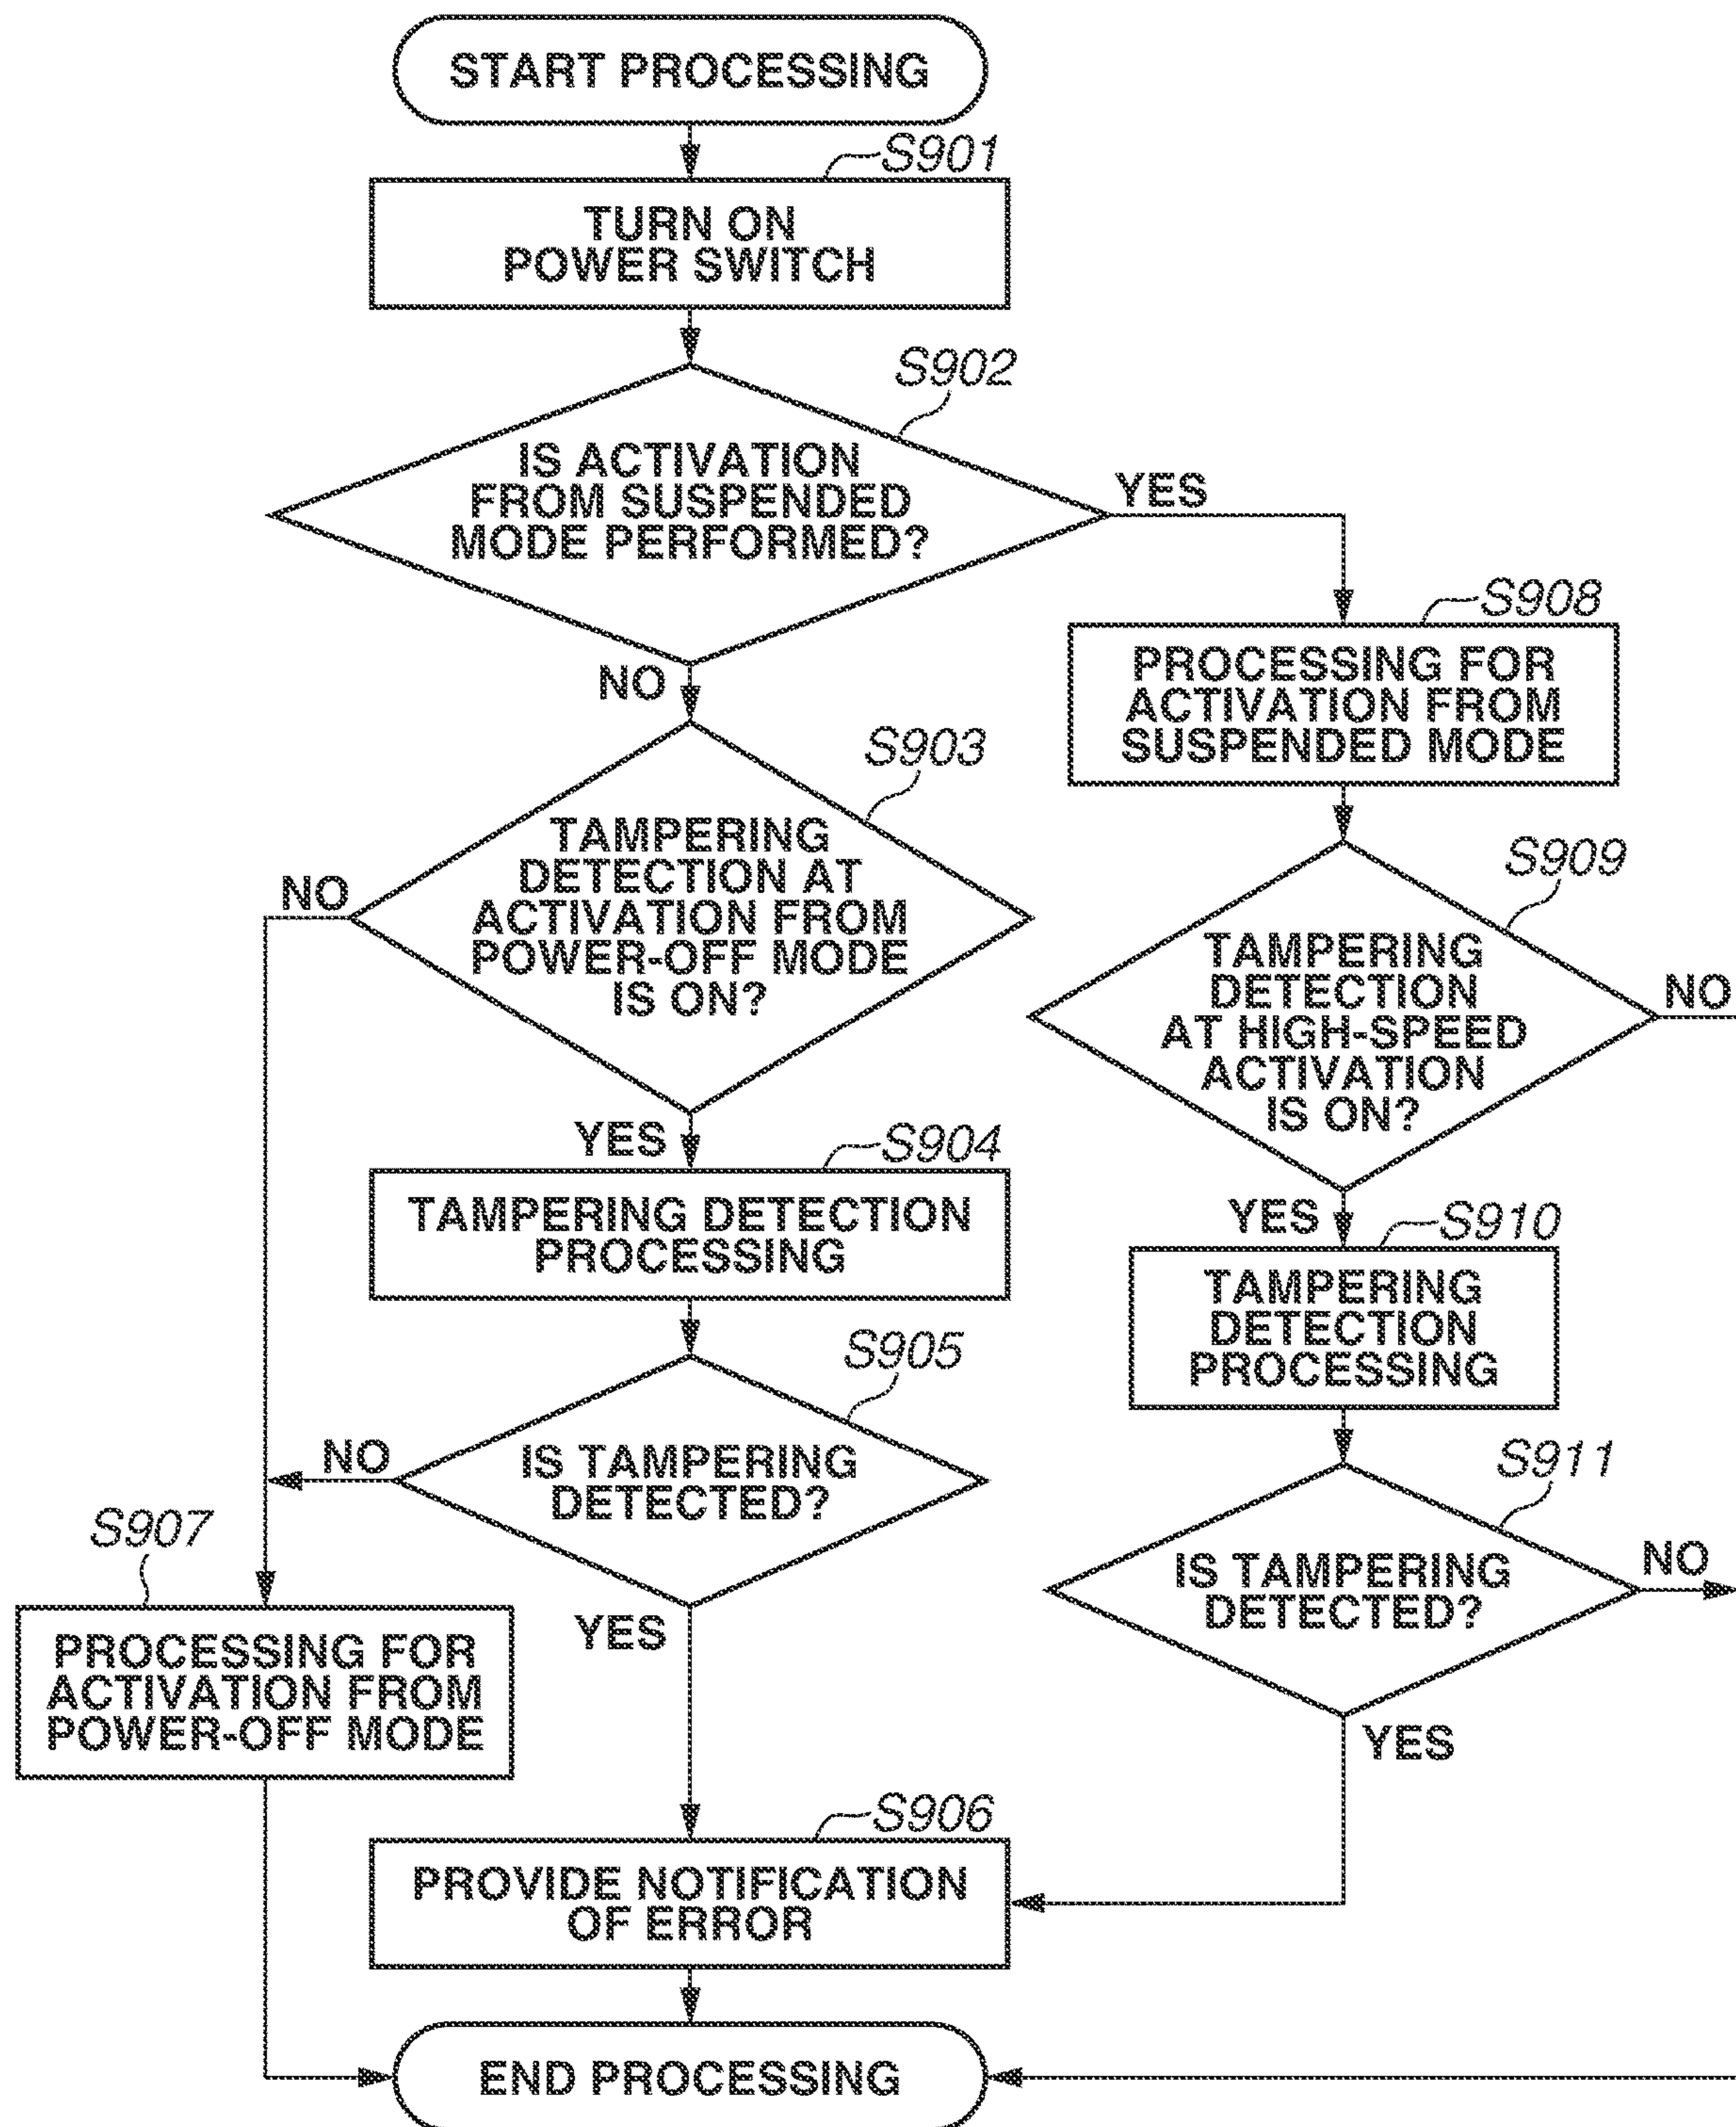 START PROCESSING
S901
TURN ON
POWER SWITCH
S902
IS ACTIVATION
FROM SUSPENDED
MODE PERFORMED?
YES
NO
S908
PROCESSING FOR
ACTIVATION FROM
SUSPENDED MODE
S903
TAMPERING
DETECTION AT
ACTIVATION FROM
POWER-OFF MODE
IS ON?
NO
YES
S909
TAMPERING
DETECTION
AT HIGH-SPEED
ACTIVATION
IS ON?
NO
YES
S904
TAMPERING DETECTION
PROCESSING
S910
TAMPERING
DETECTION
PROCESSING
S905
IS TAMPERING
DETECTED?
NO
YES
S911
IS TAMPERING
DETECTED?
NO
YES
S907
PROCESSING FOR
ACTIVATION FROM
POWER-OFF MODE
S906
PROVIDE NOTIFICATION
OF ERROR
END PROCESSING